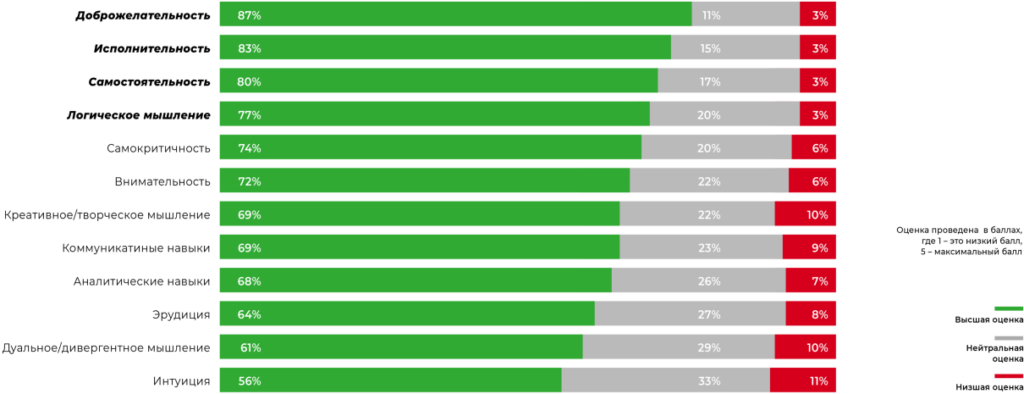 Доброжелательность 87% 11% 3%
Исполнительность 83% 15% 3%
Самостоятельность 80% 17% 3%
Логическое мышление 77% 20% 3%
Самокритичность 74% 20% 6%
Внимательность 72% 22% 6%
Креативное/творческое мышление 69% 22% 10%
Коммуникатиные навыки 69% 23% 9%
Аналитические навыки 68% 26% 7%
Эрудиция 64% 27% 8%
Дуальное/дивергентное мышление 61% 29% 10%
Интуиция 56% 33% 11%
Оценка проведена в баллах,
где 1 – это низкий балл,
5 – максимальный балл
Высшая оценка
Нейтральная
оценка
Низшая оценка